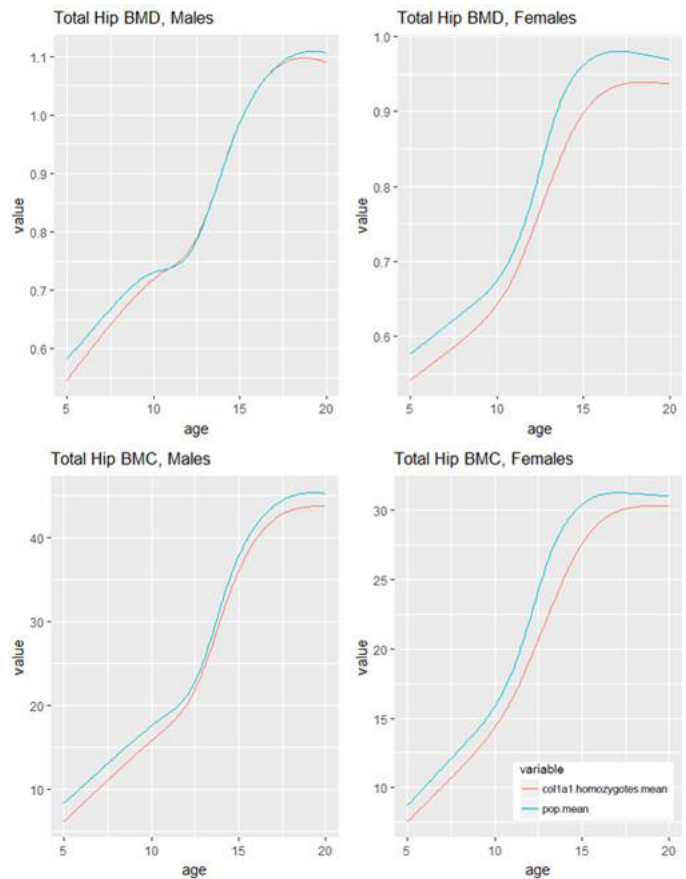 Total Hip BMD, Males
1.1
1.0
0.9
0.8
0.7
0.6
value
5
10
15
20
age
Total Hip BMD, Females
1.0
0.9
0.8
0.7
0.6
value
5
10
15
20
age
Total Hip BMC, Males
40
30
20
10
value
5
10
15
20
age
Total Hip BMC, Females
30
25
20
15
10
value
5
10
15
20
age
variable
col1a1.homozygotes.mean
pop.mean